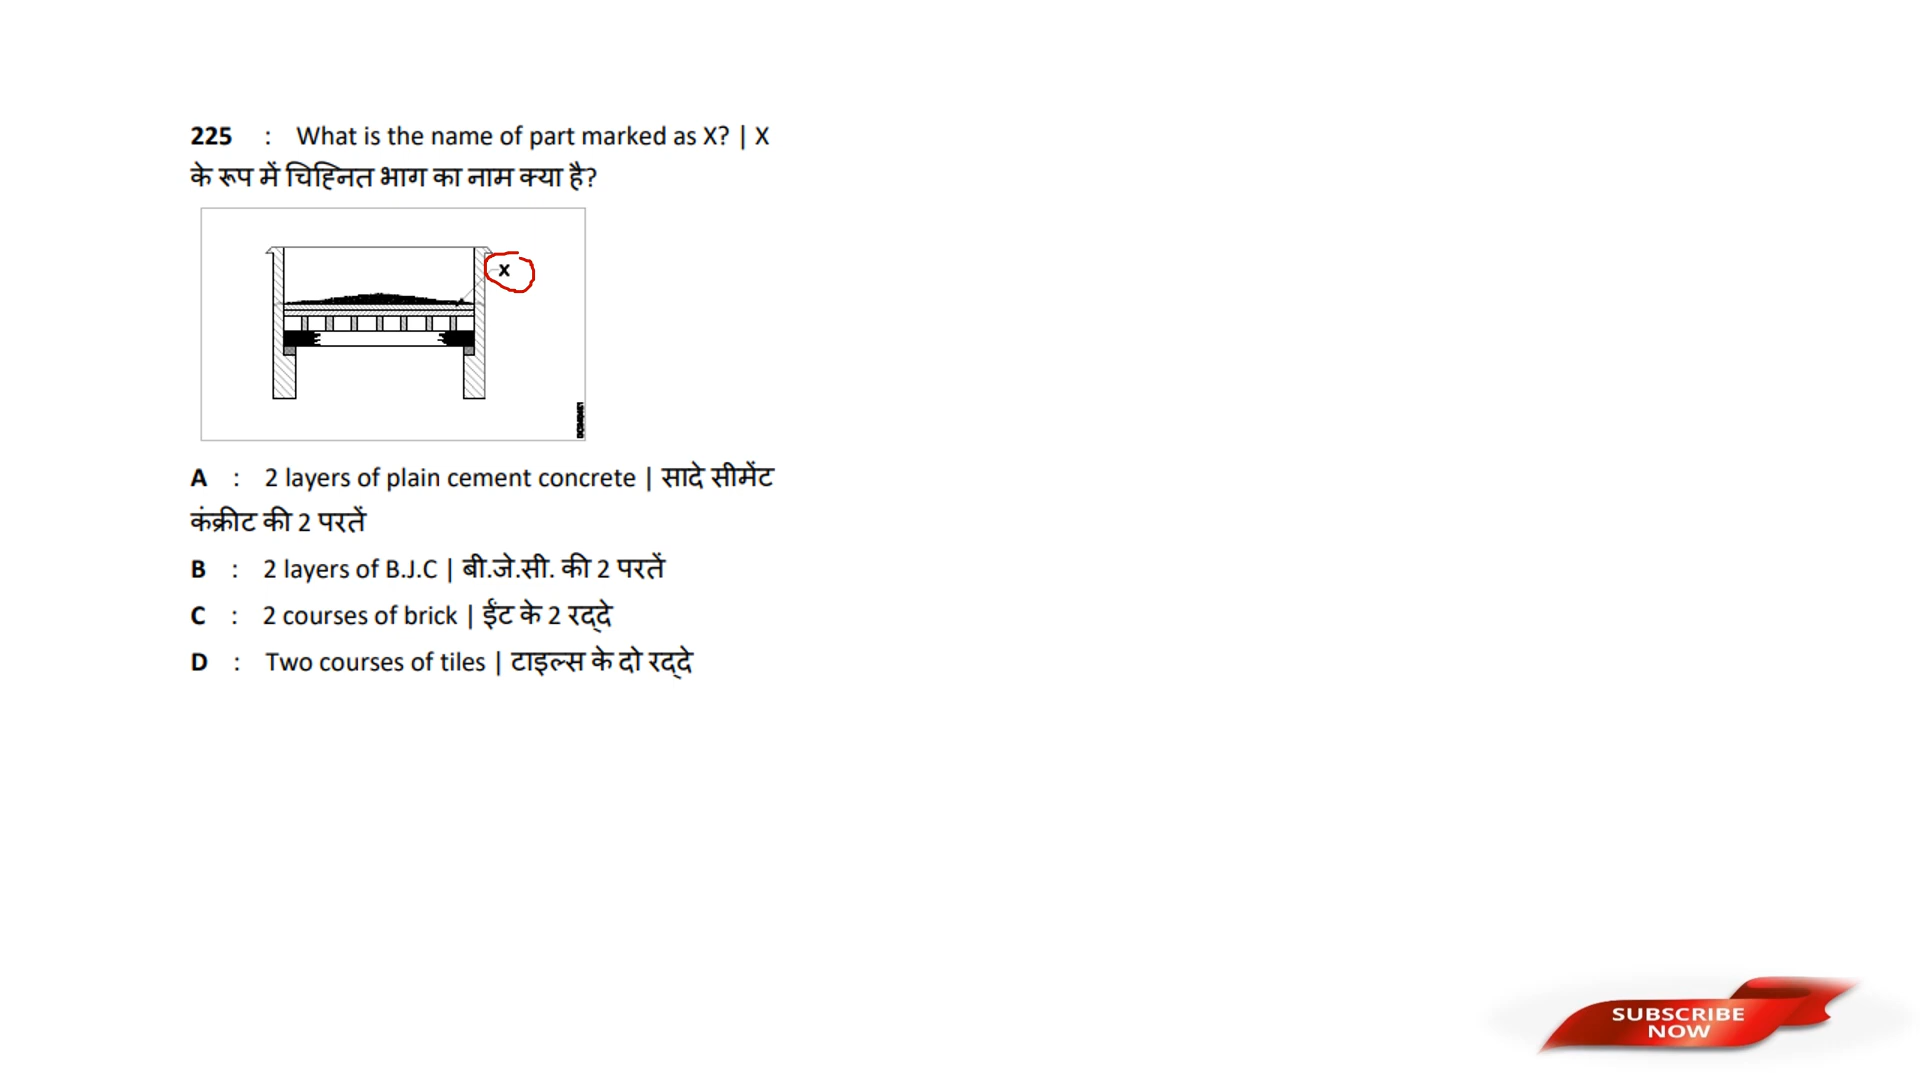 225 : What is the name of part marked as X? | X
के रूप में चिह्नित भाग का नाम क्या है?
X
A : 2 layers of plain cement concrete | सादे सीमेंट
कंक्रीट की 2 परतें
B : 2 layers of B.J.C | बी.जे.सी. की 2 परतें
C : 2 courses of brick | ईंट के 2 रद्दे
D : Two courses of tiles | टाइल्स के दो रद्दे
SUBSCRIBE
NOW